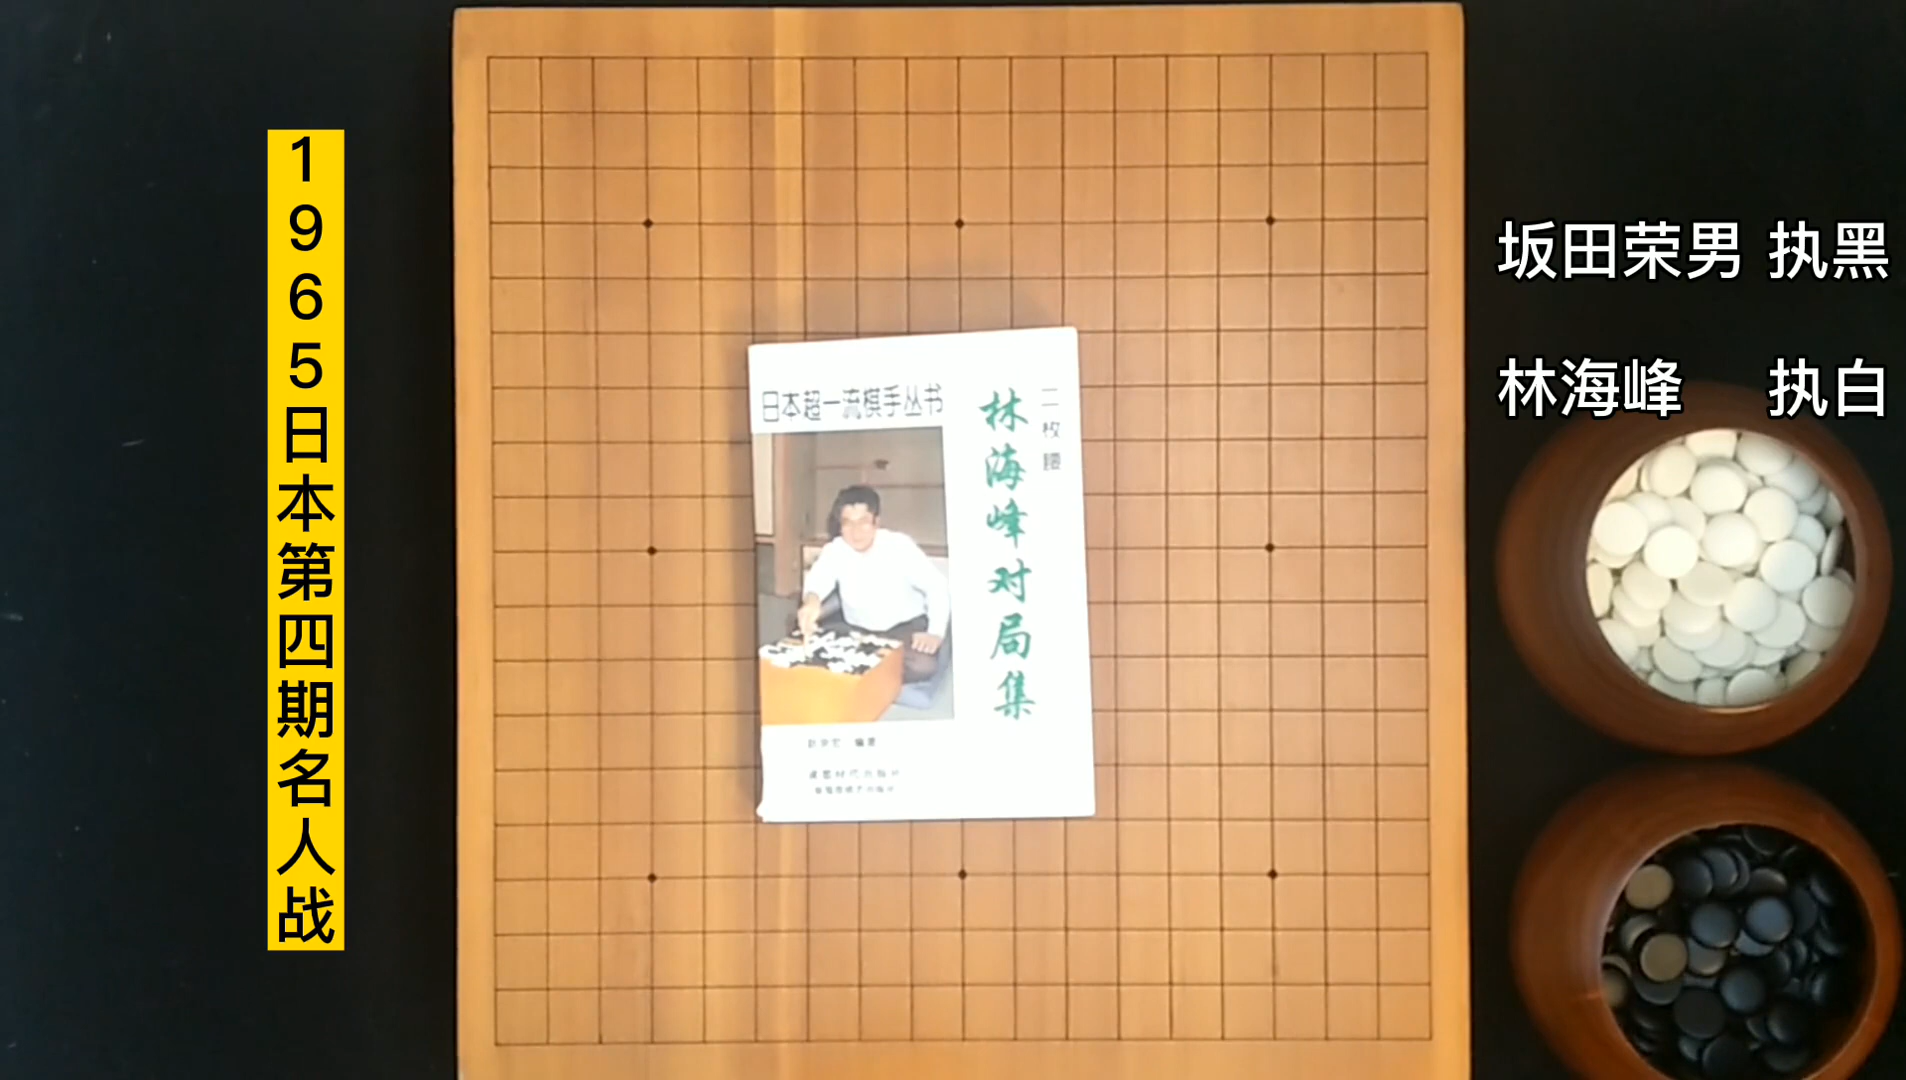 1965日本第四期名人战
坂田荣男 执黑
林海峰 执白
日本超一流棋手丛书
二枚腰
林海峰对局集
编著